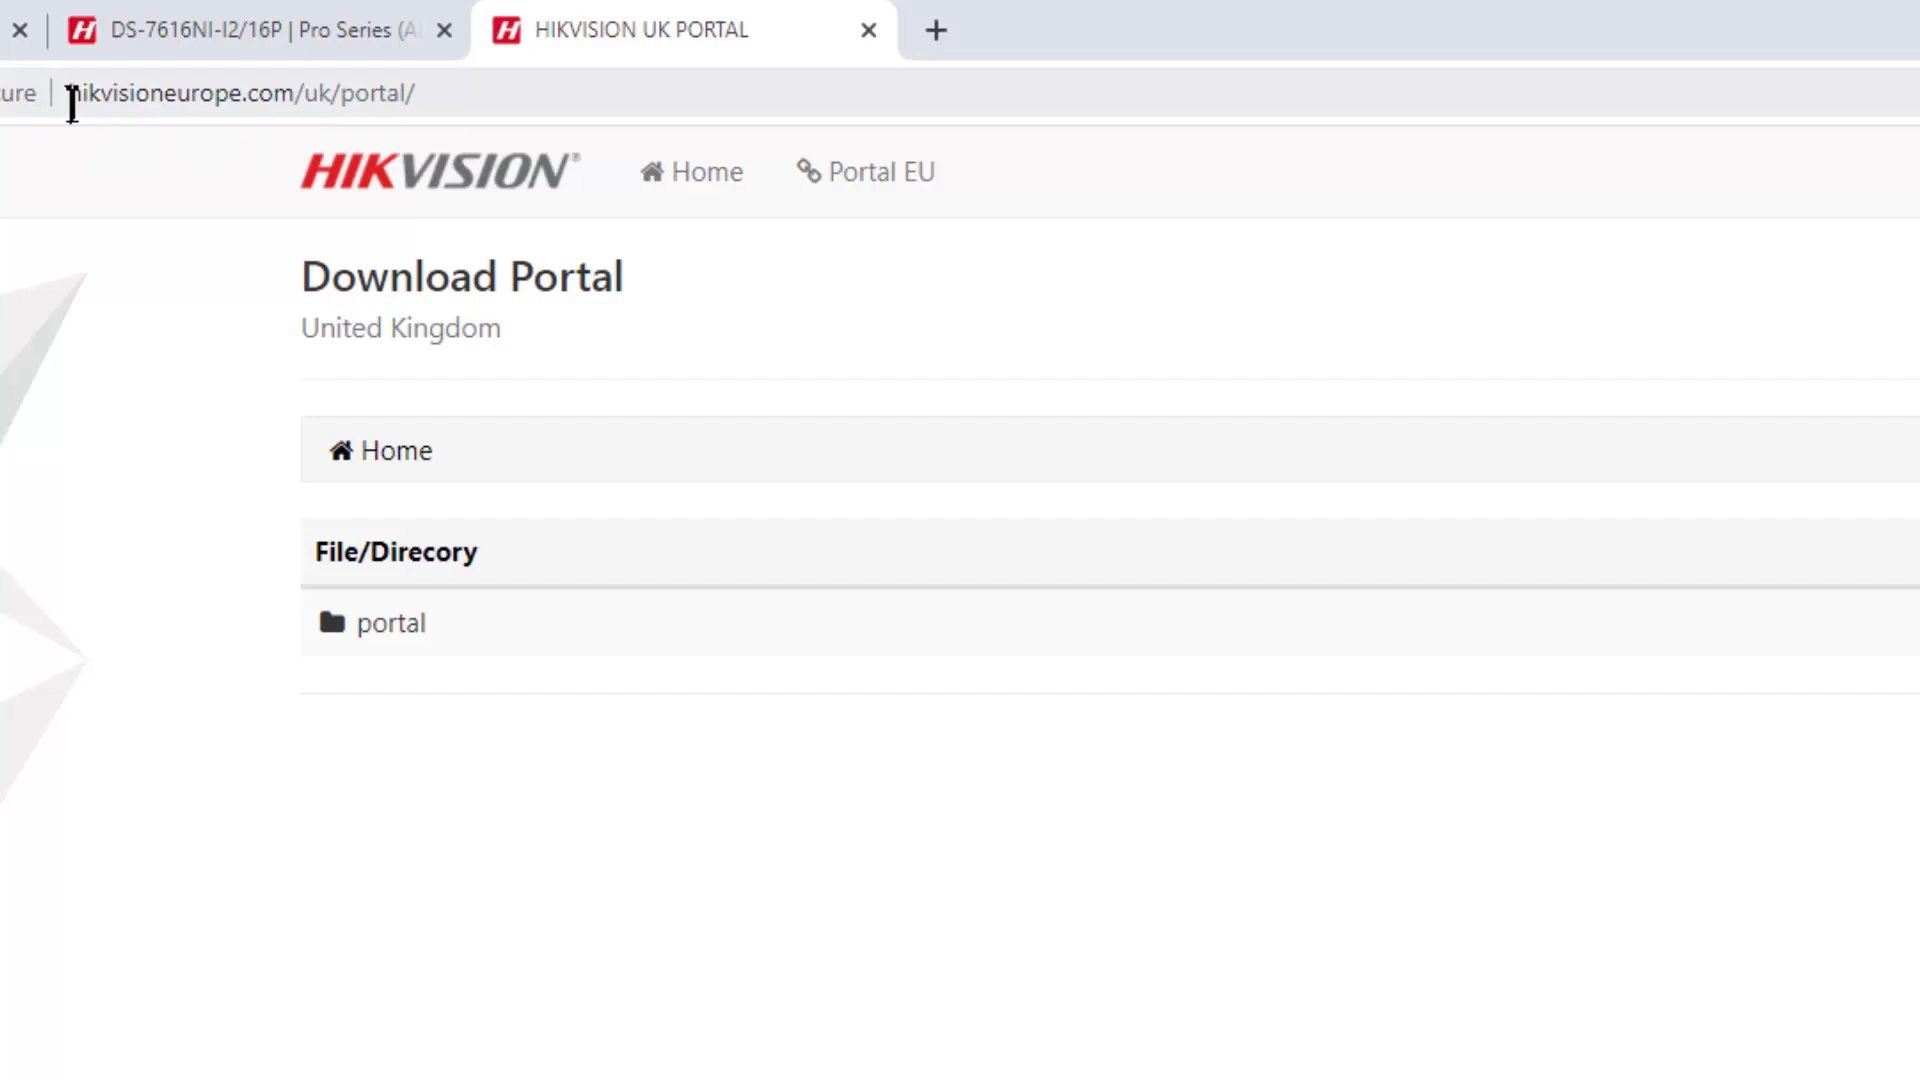 DS-7616NI-I2/16P | Pro Series (A
HIKVISION UK PORTAL
ure
hikvisioneurope.com/uk/portal/
HIKVISION®
Home
Portal EU
Download Portal
United Kingdom
Home
File/Direcory
portal